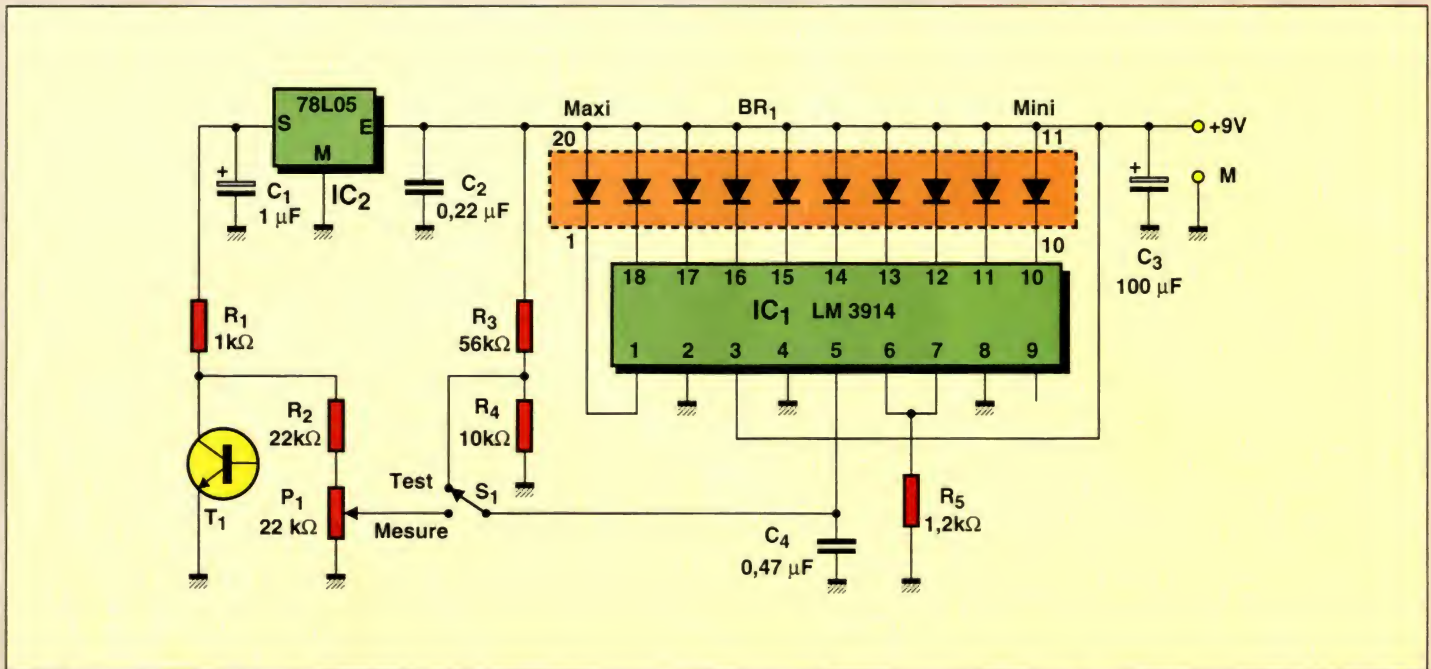 78L05
S
E
M
IC2
+
C1
1 µF
C2
0,22 µF
Maxi
BR1
Mini
20
11
1
10
+9V
M
+
C3
100 µF
18
17
16
15
14
13
12
11
10
IC1 LM 3914
1
2
3
4
5
6
7
8
9
R1
1kΩ
R3
56kΩ
R2
22kΩ
R4
10kΩ
T1
P1
22 kΩ
Test
S1
Mesure
C4
0,47 µF
R5
1,2kΩ